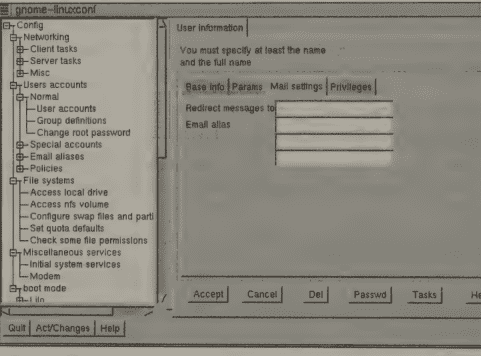 gnome-linuxconf
Config
Networking
Client tasks
Server tasks
Misc
Users accounts
Normal
User accounts
Group definitions
Change root password
Special accounts
Email aliases
Policies
File systems
Access local drive
Access nfs volume
Configure swap files and parti
Set quota defaults
Check some file permissions
Miscellaneous services
Initial system services
Modem
boot mode
Lilo
Quit Act/Changes Help
User information
You must specify at least the name
and the full name
Base info Params Mail settings Privileges
Redirect messages to
Email alias
Accept Cancel Del Passwd Tasks He